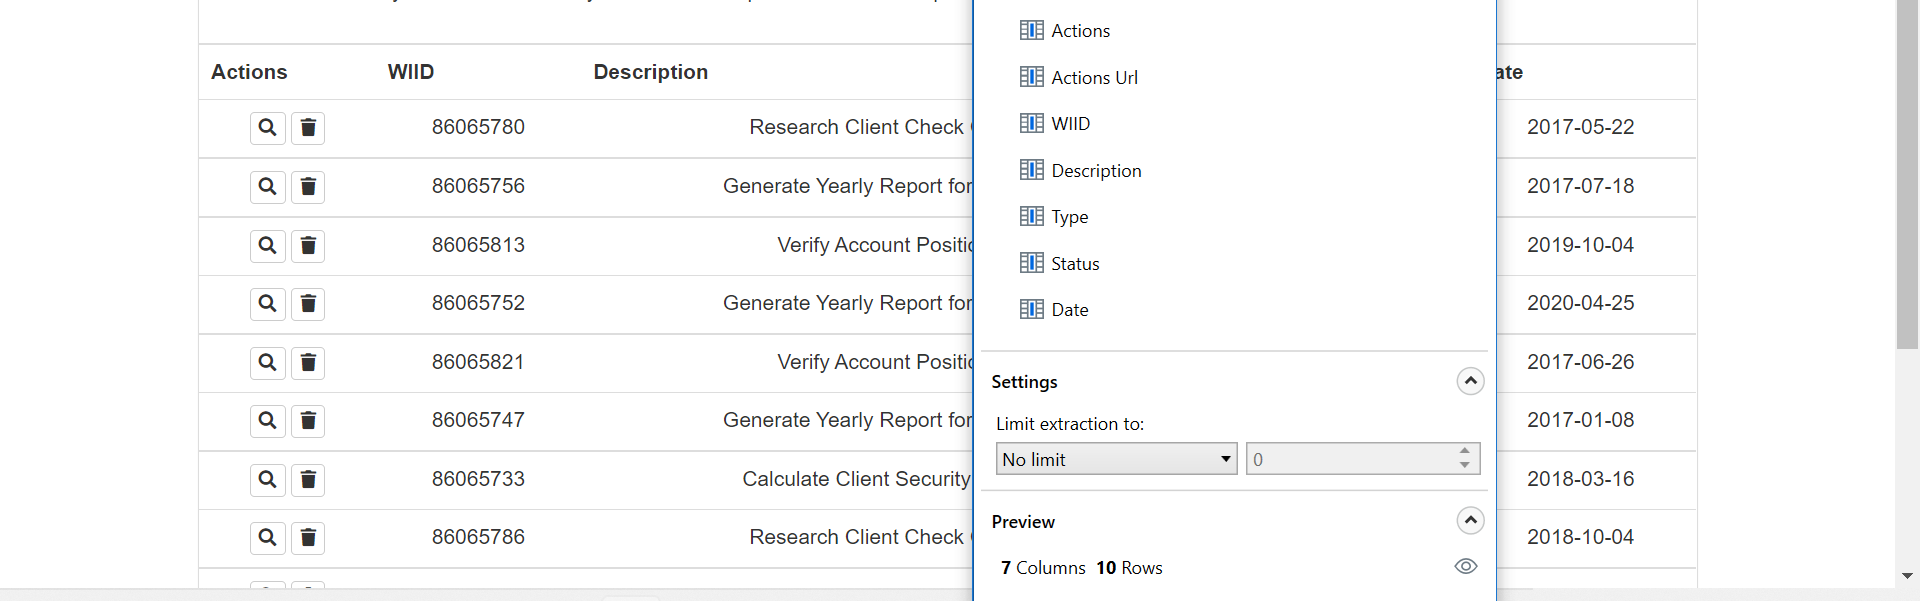 Actions WIID Description ate
86065780 Research Client Check 2017-05-22
86065756 Generate Yearly Report for 2017-07-18
86065813 Verify Account Positio 2019-10-04
86065752 Generate Yearly Report for 2020-04-25
86065821 Verify Account Positio 2017-06-26
86065747 Generate Yearly Report for 2017-01-08
86065733 Calculate Client Security 2018-03-16
86065786 Research Client Check 2018-10-04
Actions
Actions Url
WIID
Description
Type
Status
Date
Settings
Limit extraction to:
No limit 0
Preview
7 Columns 10 Rows